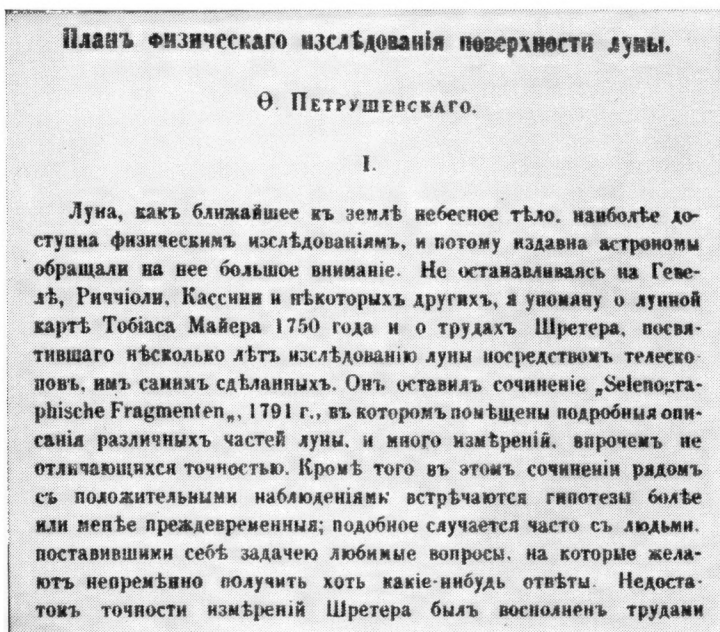 Планъ физическаго изслѣдованія поверхности луны.
Ѳ. Петрушевскаго.
I.
Луна, какъ ближайшее къ землѣ небесное тѣло, наиболѣе до-
ступна физическимъ изслѣдованіямъ, и потому издавна астрономы
обращали на нее большое вниманіе. Не останавливаясь на Геве-
лѣ, Риччіоли, Кассини и нѣкоторыхъ другихъ, я упомяну о лунной
картѣ Тобіаса Майера 1750 года и о трудахъ Шретера, посвя-
тившаго нѣсколько лѣтъ изслѣдованію луны посредствомъ телеско-
повъ, имъ самимъ сдѣланныхъ. Онъ оставилъ сочиненіе „Selenogra-
phische Fragmenten„, 1791 г., въ которомъ помѣщены подробныя опи-
санія различныхъ частей луны, и много измѣреній, впрочемъ не
отличающихся точностью. Кромѣ того въ этомъ сочиненіи рядомъ
съ положительными наблюденіями встрѣчаются гипотезы болѣе
или менѣе преждевременныя; подобное случается часто съ людьми,
поставившими себѣ задачею любимые вопросы, на которые жела-
ютъ непремѣнно получить хоть какіе-нибудь отвѣты. Недоста-
токъ точности измѣреній Шретера былъ восполненъ трудами